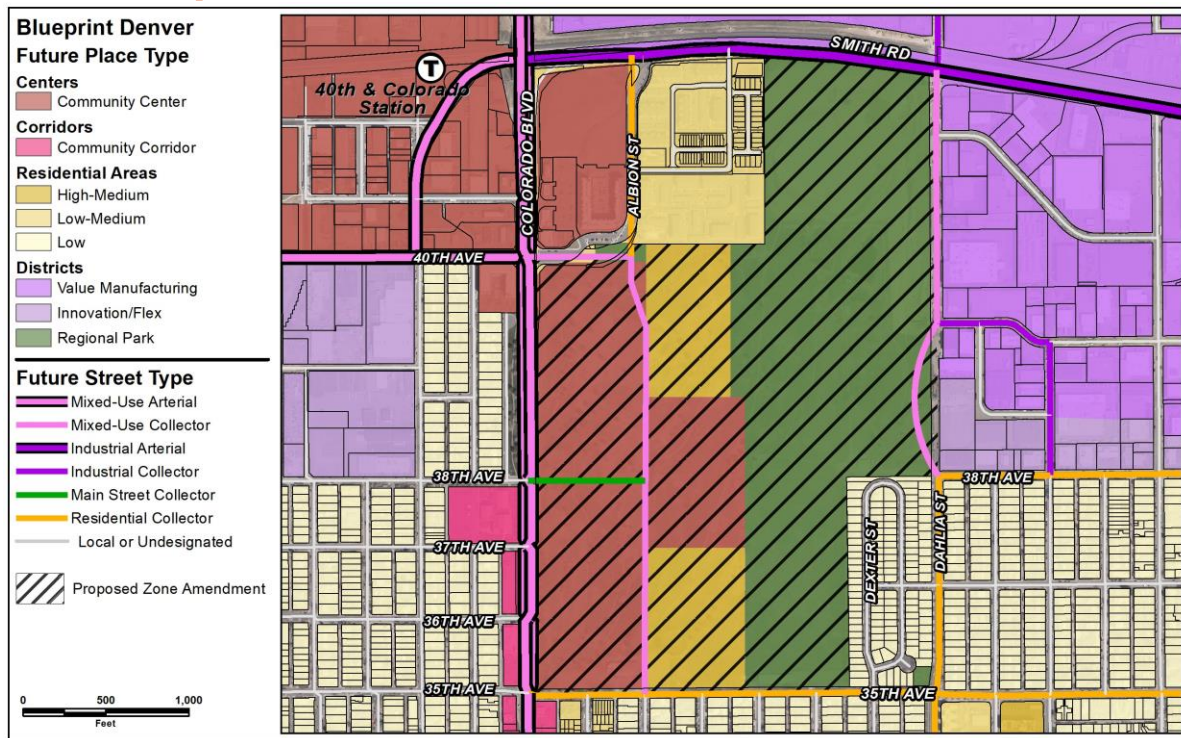 Blueprint Denver
Future Place Type
Centers
Community Center
Corridors
Community Corridor
Residential Areas
High-Medium
Low-Medium
Low
Districts
Value Manufacturing
Innovation/Flex
Regional Park
Future Street Type
Mixed-Use Arterial
Mixed-Use Collector
Industrial Arterial
Industrial Collector
Main Street Collector
Residential Collector
Local or Undesignated
Proposed Zone Amendment
0 500 1,000
Feet
SMITH RD
T
40th & Colorado
Station
COLORADO BLVD
ALBION ST
40TH AVE
38TH AVE
38TH AVE
DEXTER ST
DAHLIA ST
37TH AVE
36TH AVE
35TH AVE
35TH AVE